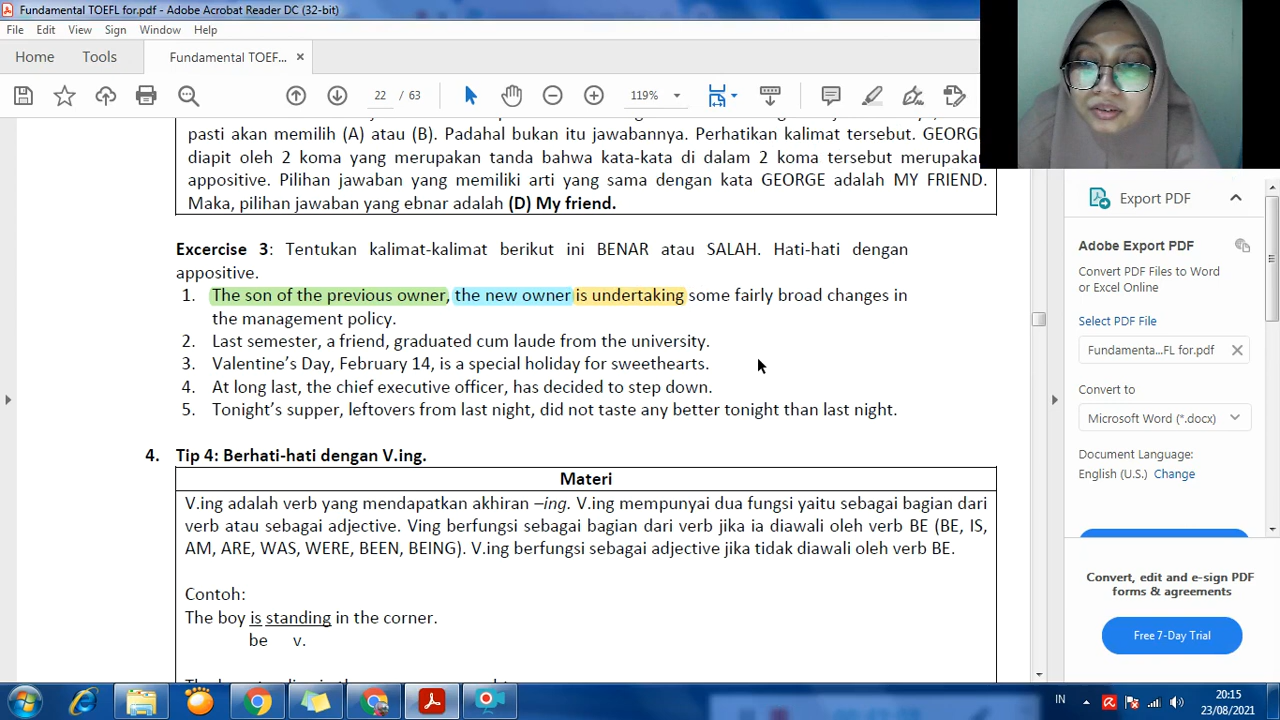 Fundamental TOEFL for.pdf - Adobe Acrobat Reader DC (32-bit)
File Edit View Sign Window Help
Home Tools Fundamental TOEF... ×
22 / 63 119%
pasti akan memilih (A) atau (B). Padahal bukan itu jawabannya. Perhatikan kalimat tersebut. GEORGE
diapit oleh 2 koma yang merupakan tanda bahwa kata-kata di dalam 2 koma tersebut merupakan
appositive. Pilihan jawaban yang memiliki arti yang sama dengan kata GEORGE adalah MY FRIEND.
Maka, pilihan jawaban yang ebnar adalah (D) My friend.
Excercise 3: Tentukan kalimat-kalimat berikut ini BENAR atau SALAH. Hati-hati dengan
appositive.
1. The son of the previous owner, the new owner is undertaking some fairly broad changes in
the management policy.
2. Last semester, a friend, graduated cum laude from the university.
3. Valentine's Day, February 14, is a special holiday for sweethearts.
4. At long last, the chief executive officer, has decided to step down.
5. Tonight's supper, leftovers from last night, did not taste any better tonight than last night.
4. Tip 4: Berhati-hati dengan V.ing.
Materi
V.ing adalah verb yang mendapatkan akhiran –ing. V.ing mempunyai dua fungsi yaitu sebagai bagian dari
verb atau sebagai adjective. Ving berfungsi sebagai bagian dari verb jika ia diawali oleh verb BE (BE, IS,
AM, ARE, WAS, WERE, BEEN, BEING). V.ing berfungsi sebagai adjective jika tidak diawali oleh verb BE.
Contoh:
The boy is standing in the corner.
be v.
Export PDF
Adobe Export PDF
Convert PDF Files to Word
or Excel Online
Select PDF File
Fundamenta...FL for.pdf ×
Convert to
Microsoft Word (*.docx)
Document Language:
English (U.S.) Change
Convert, edit and e-sign PDF
forms & agreements
Free 7-Day Trial
IN
20:15
23/08/2021